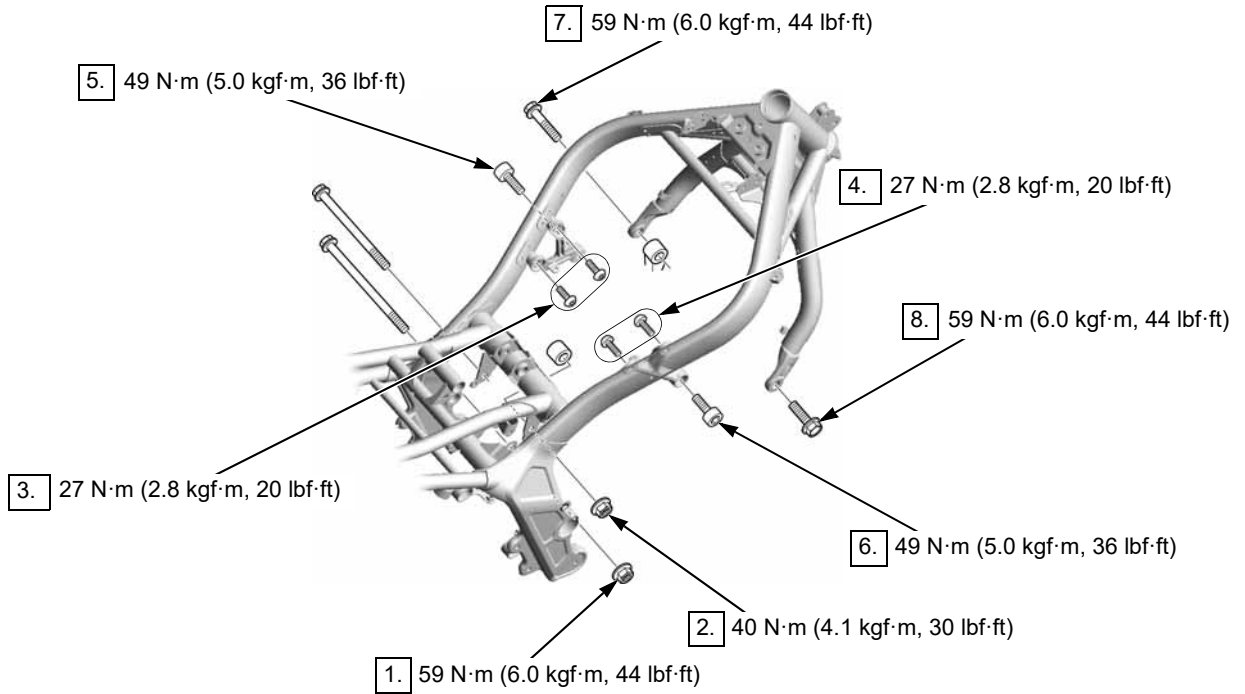 7. 59 N·m (6.0 kgf·m, 44 lbf·ft)
5. 49 N·m (5.0 kgf·m, 36 lbf·ft)
4. 27 N·m (2.8 kgf·m, 20 lbf·ft)
8. 59 N·m (6.0 kgf·m, 44 lbf·ft)
3. 27 N·m (2.8 kgf·m, 20 lbf·ft)
6. 49 N·m (5.0 kgf·m, 36 lbf·ft)
2. 40 N·m (4.1 kgf·m, 30 lbf·ft)
1. 59 N·m (6.0 kgf·m, 44 lbf·ft)